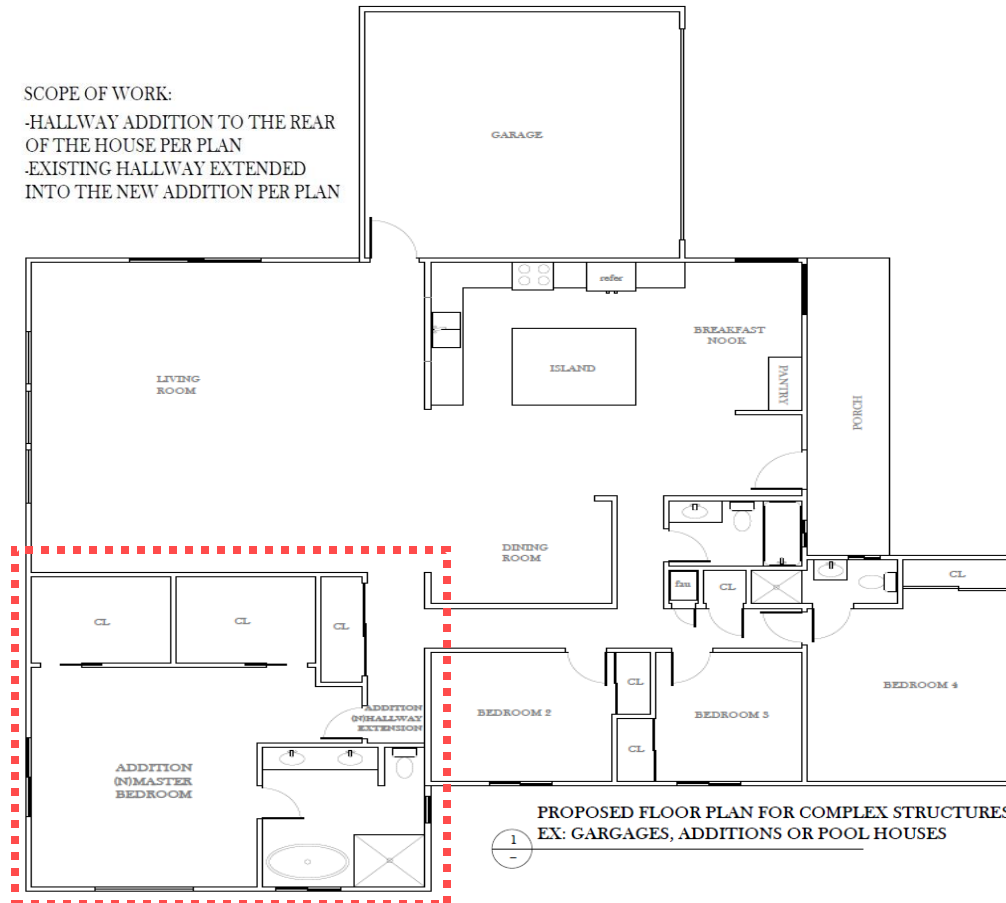 SCOPE OF WORK:
-HALLWAY ADDITION TO THE REAR
OF THE HOUSE PER PLAN
-EXISTING HALLWAY EXTENDED
INTO THE NEW ADDITION PER PLAN
GARAGE
refer
BREAKFAST
NOOK
ISLAND
LIVING
ROOM
PANTRY
PORCH
DINING
ROOM
fau
CL
CL
CL
CL
CL
CL
BEDROOM 4
ADDITION
(N)HALLWAY
EXTENSION
BEDROOM 2
BEDROOM 3
CL
ADDITION
(N)MASTER
BEDROOM
PROPOSED FLOOR PLAN FOR COMPLEX STRUCTURES
EX: GARGAGES, ADDITIONS OR POOL HOUSES
1
–